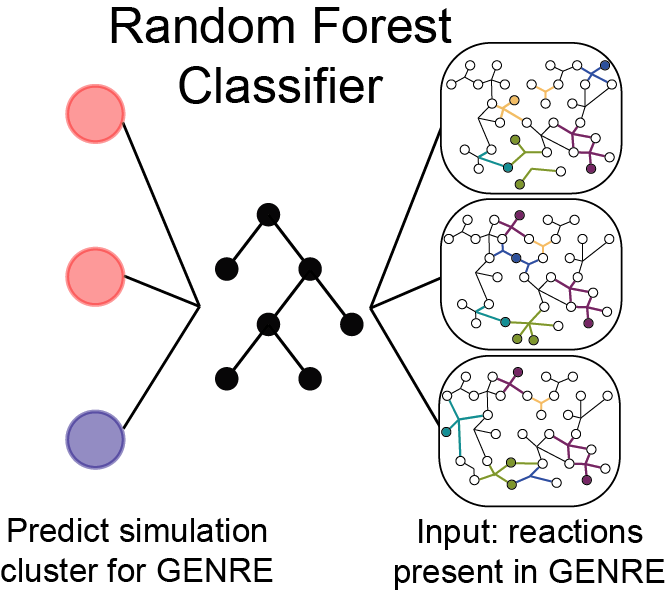 Random Forest
Classifier
Predict simulation
cluster for GENRE
Input: reactions
present in GENRE